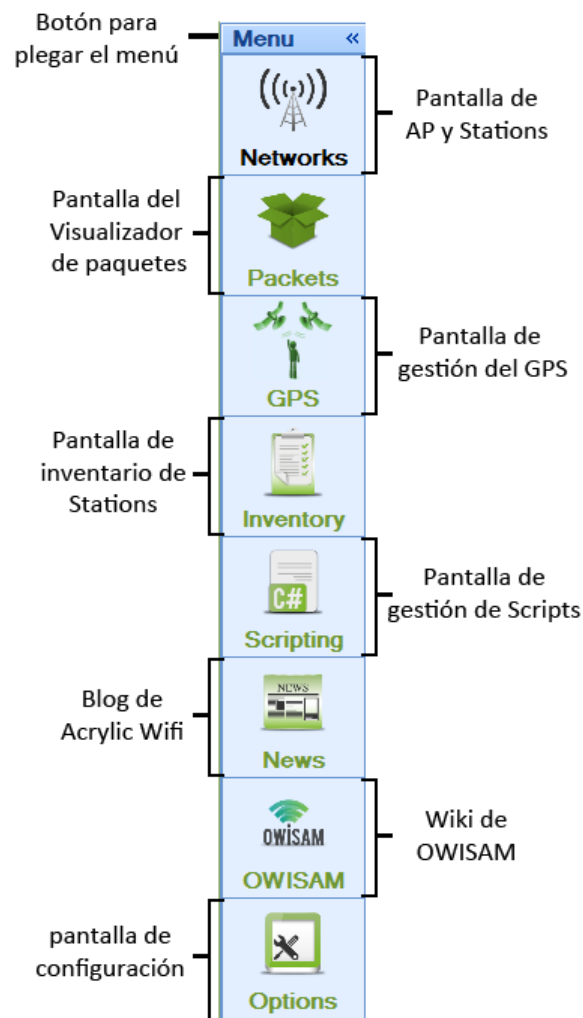 Botón para
plegar el menú
Menu «
Networks
Pantalla de
AP y Stations
Pantalla del
Visualizador
de paquetes
Packets
GPS
Pantalla de
gestión del GPS
Pantalla de
inventario de
Stations
Inventory
C#
Scripting
Pantalla de
gestión de Scripts
Blog de
Acrylic Wifi
NEWS
News
OWISAM
OWISAM
Wiki de
OWISAM
pantalla de
configuración
Options